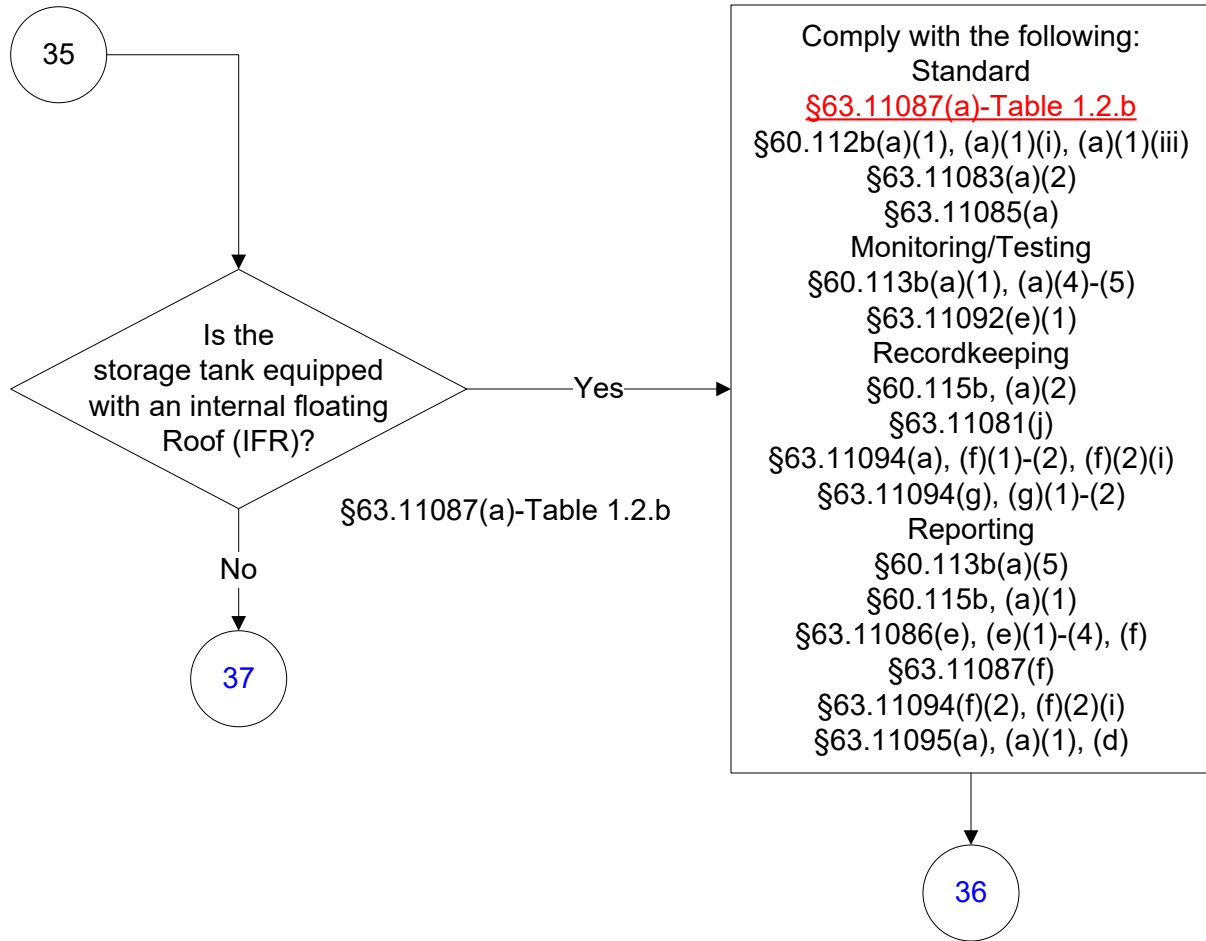 35
Is the
storage tank equipped
with an internal floating
Roof (IFR)?
Yes
§63.11087(a)-Table 1.2.b
No
37
Comply with the following:
Standard
§63.11087(a)-Table 1.2.b
§60.112b(a)(1), (a)(1)(i), (a)(1)(iii)
§63.11083(a)(2)
§63.11085(a)
Monitoring/Testing
§60.113b(a)(1), (a)(4)-(5)
§63.11092(e)(1)
Recordkeeping
§60.115b, (a)(2)
§63.11081(j)
§63.11094(a), (f)(1)-(2), (f)(2)(i)
§63.11094(g), (g)(1)-(2)
Reporting
§60.113b(a)(5)
§60.115b, (a)(1)
§63.11086(e), (e)(1)-(4), (f)
§63.11087(f)
§63.11094(f)(2), (f)(2)(i)
§63.11095(a), (a)(1), (d)
36